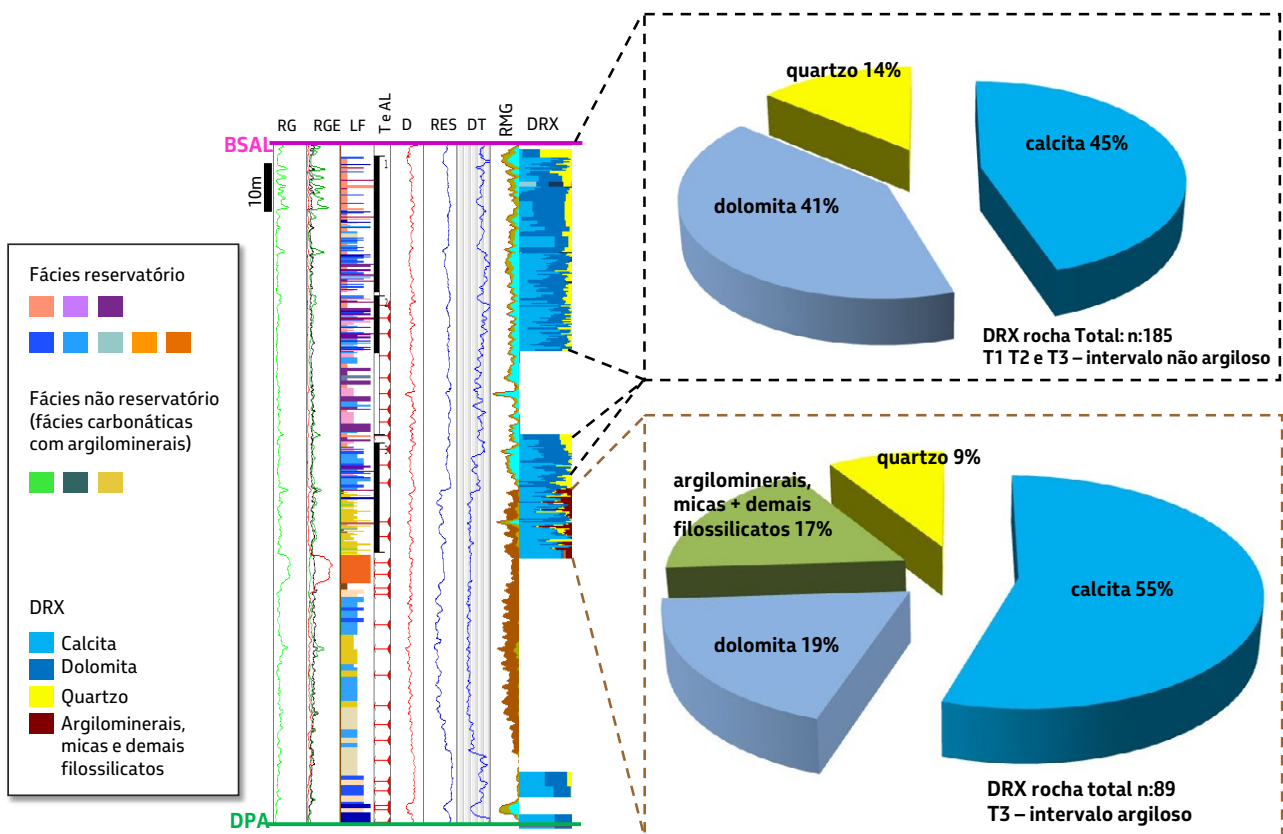 RG
RGE
LF
T e AL
D
RES
DT
RMG
DRX
BSAL
10m
DPA
Fácies reservatório
Fácies não reservatório
(fácies carbonáticas
com argilominerais)
DRX
Calcita
Dolomita
Quartzo
Argilominerais,
micas e demais
filossilicatos
quartzo 14%
calcita 45%
dolomita 41%
DRX rocha Total: n:185
T1 T2 e T3 – intervalo não argiloso
quartzo 9%
argilominerais,
micas + demais
filossilicatos 17%
calcita 55%
dolomita 19%
DRX rocha total n:89
T3 – intervalo argiloso